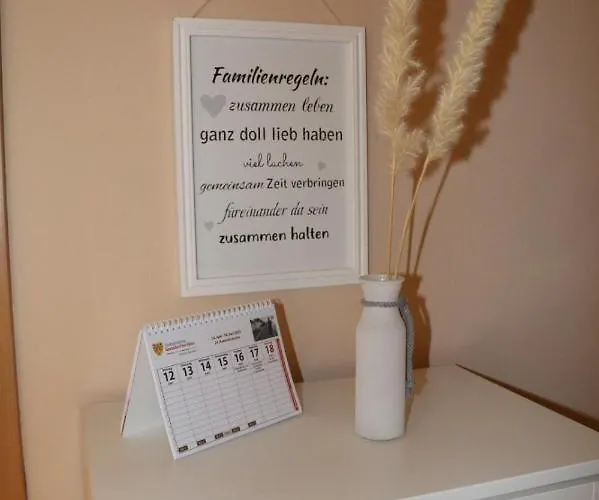 Familienregeln:
zusammen leben
ganz doll lieb haben
viel lachen
gemeinsam Zeit verbringen
füreinander da sein
zusammen halten
12 13 14 15 16 17 18